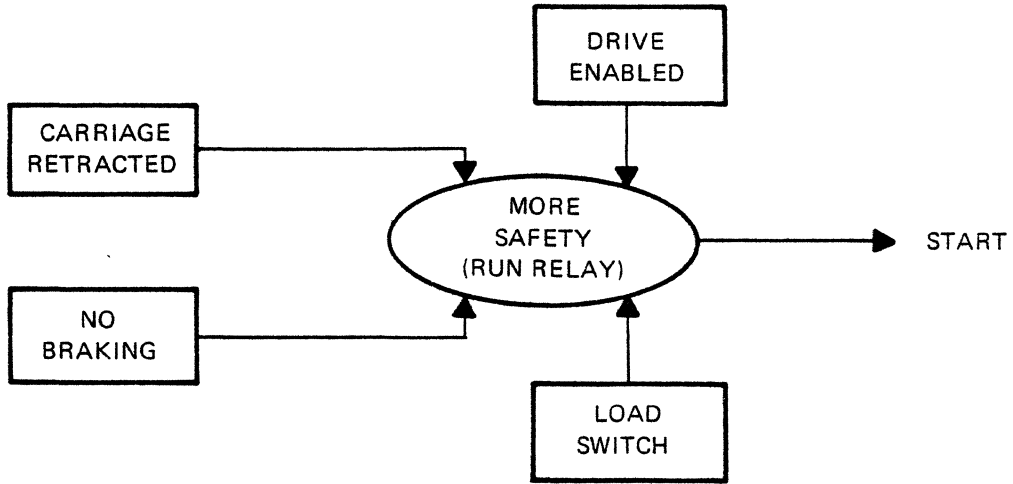 DRIVE
ENABLED
CARRIAGE
RETRACTED
MORE
SAFETY
(RUN RELAY)
START
NO
BRAKING
LOAD
SWITCH